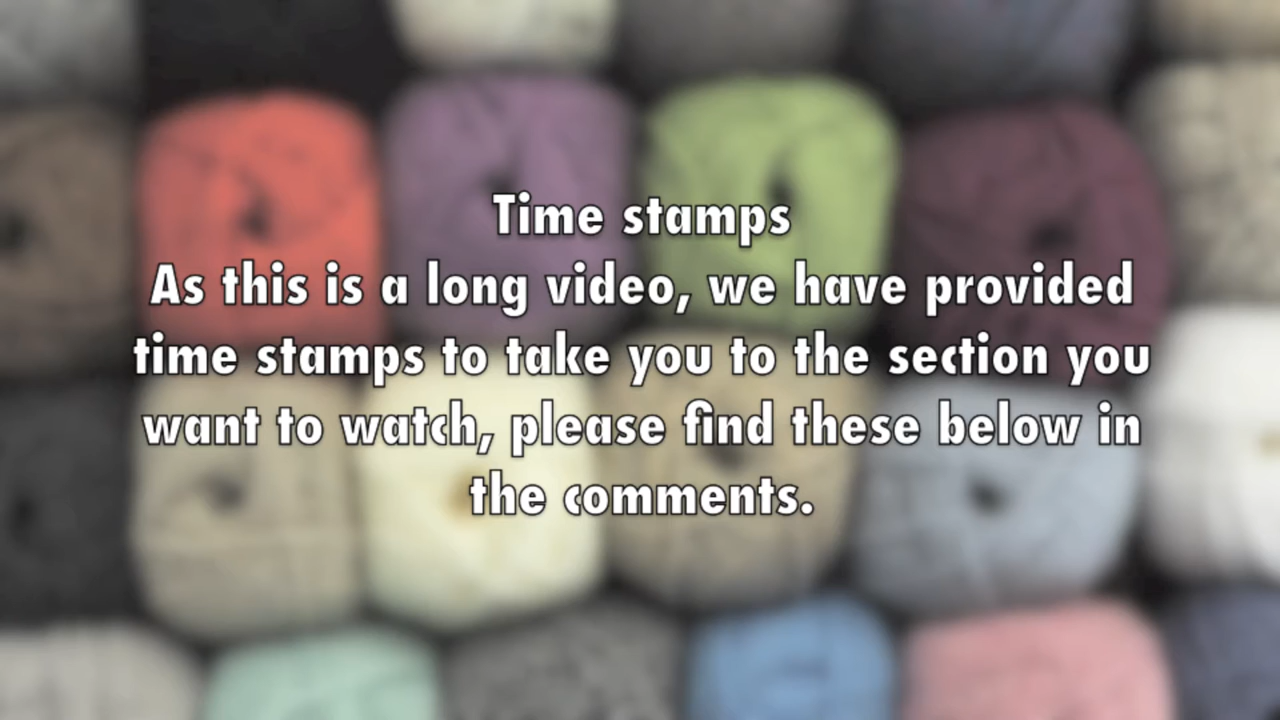 Time stamps
As this is a long video, we have provided
time stamps to take you to the section you
want to watch, please find these below in
the comments.